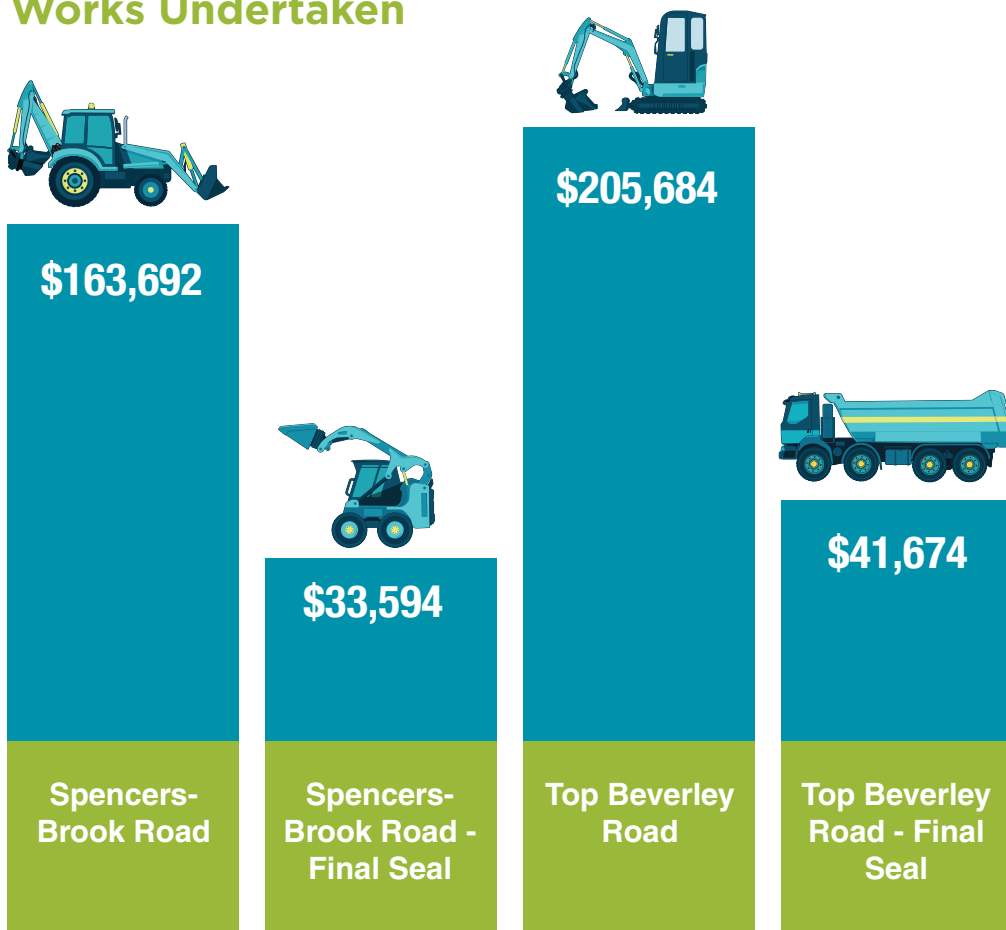 Works Undertaken
$163,692
$33,594
$205,684
$41,674
Spencers-
Brook Road
Spencers-
Brook Road -
Final Seal
Top Beverley
Road
Top Beverley
Road - Final
Seal